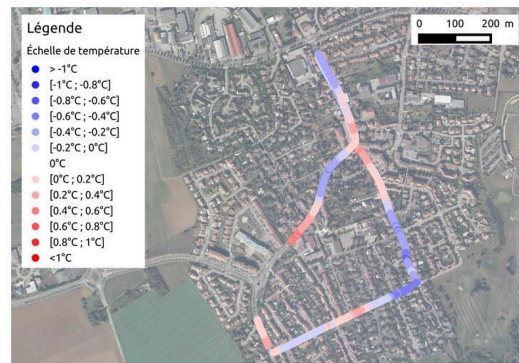 Légende
Échelle de température
> -1°C
[-1°C ; -0.8°C]
[-0.8°C ; -0.6°C]
[-0.6°C ; -0.4°C]
[-0.4°C ; -0.2°C]
[-0.2°C ; 0°C]
0°C
[0°C ; 0.2°C]
[0.2°C ; 0.4°C]
[0.4°C ; 0.6°C]
[0.6°C ; 0.8°C]
[0.8°C ; 1°C]
<1°C
0 100 200 m